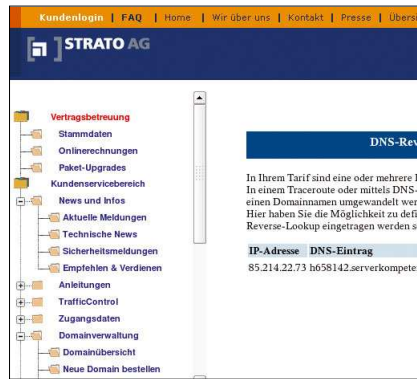 Kundenlogin | FAQ | Home | Wir über uns | Kontakt | Presse |
STRATO AG
Vertragsbetreuung
Stammdaten
Onlinerechnungen
Paket-Upgrades
Kundenservicebereich
News und Infos
Aktuelle Meldungen
Technische News
Sicherheitsmeldungen
Empfehlen & Verdienen
Anleitungen
TrafficControl
Zugangsdaten
Domainverwaltung
Domainübersicht
Neue Domain bestellen
DNS-Rev
In Ihrem Tarif sind eine oder mehrere
In einem Traceroute oder mittels DNS-
einen Domainnamen umgewandelt wer
Hier haben Sie die Möglichkeit zu defi
Reverse-Lookup eingetragen werden s
IP-Adresse DNS-Eintrag
85.214.22.73 h658142.serverkompete